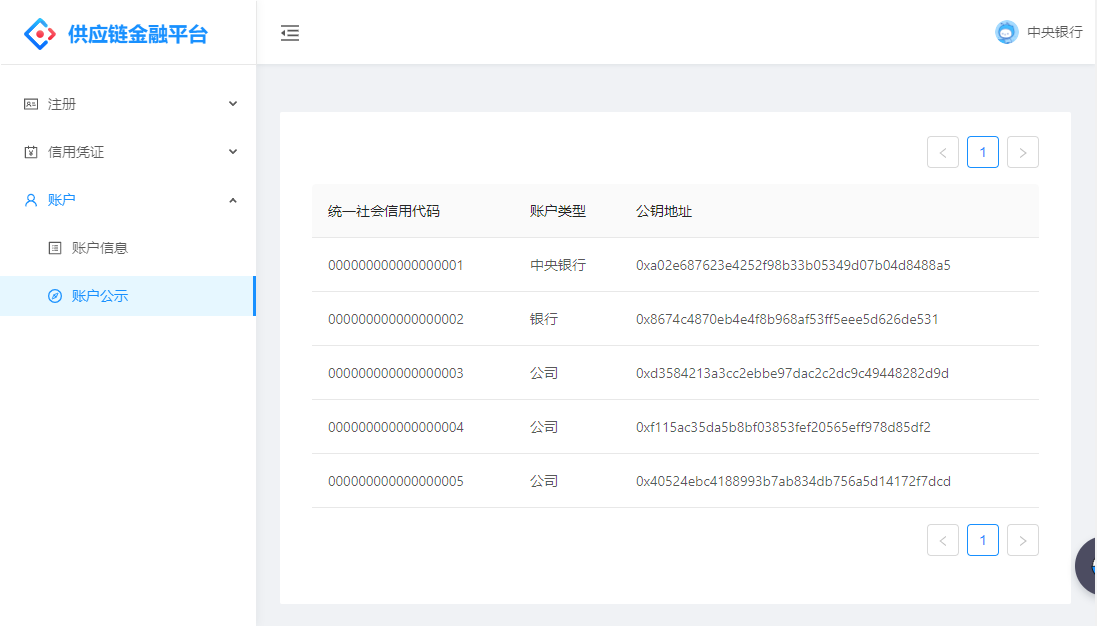 供应链金融平台
中央银行
注册
信用凭证
账户
账户信息
账户公示
< 1 >
统一社会信用代码 账户类型 公钥地址
000000000000000001 中央银行 0xa02e687623e4252f98b33b05349d07b04d8488a5
000000000000000002 银行 0x8674c4870eb4e4f8b968af53ff5eee5d626de531
000000000000000003 公司 0xd3584213a3cc2ebbe97dac2c2dc9c49448282d9d
000000000000000004 公司 0xf115ac35da5b8bf03853fef20565eff978d85df2
000000000000000005 公司 0x40524ebc4188993b7ab834db756a5d14172f7dcd
< 1 >